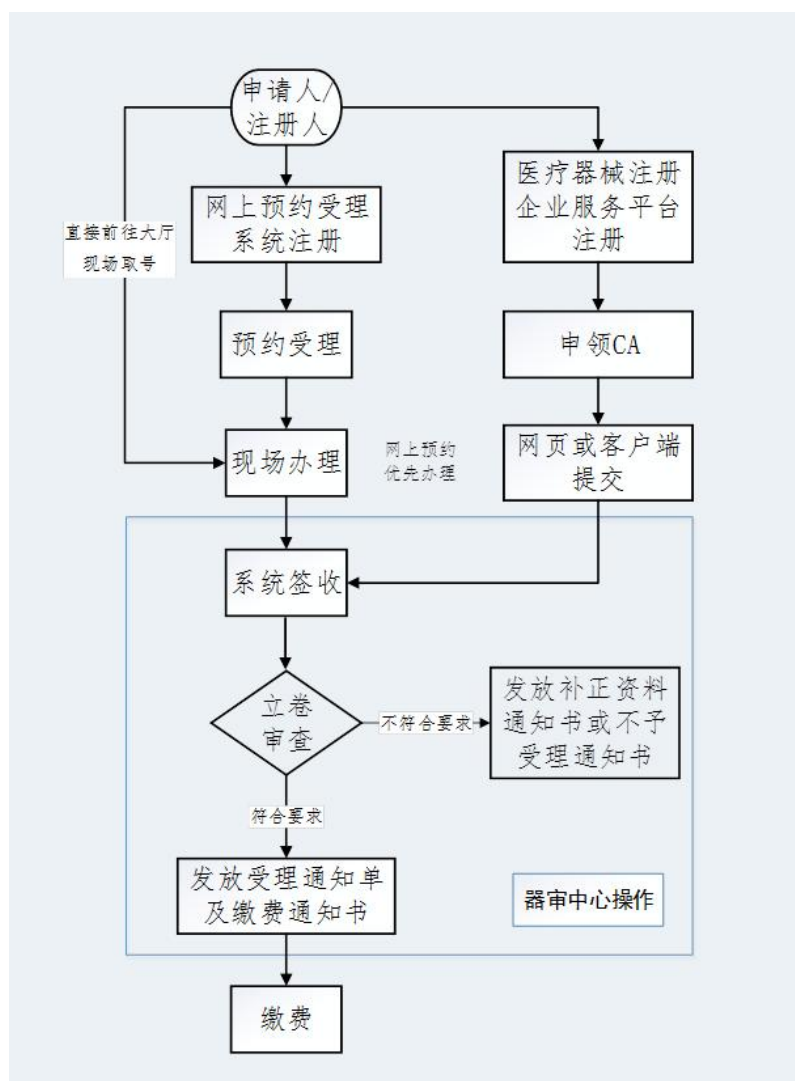 申请人/
注册人
网上预约受理
系统注册
医疗器械注册
企业服务平台
注册
直接前往大厅
现场取号
预约受理
申领CA
现场办理
网上预约
优先办理
网页或客户端
提交
系统签收
立卷
审查
不符合要求
发放补正资料
通知书或不予
受理通知书
符合要求
发放受理通知单
及缴费通知书
器审中心操作
缴费